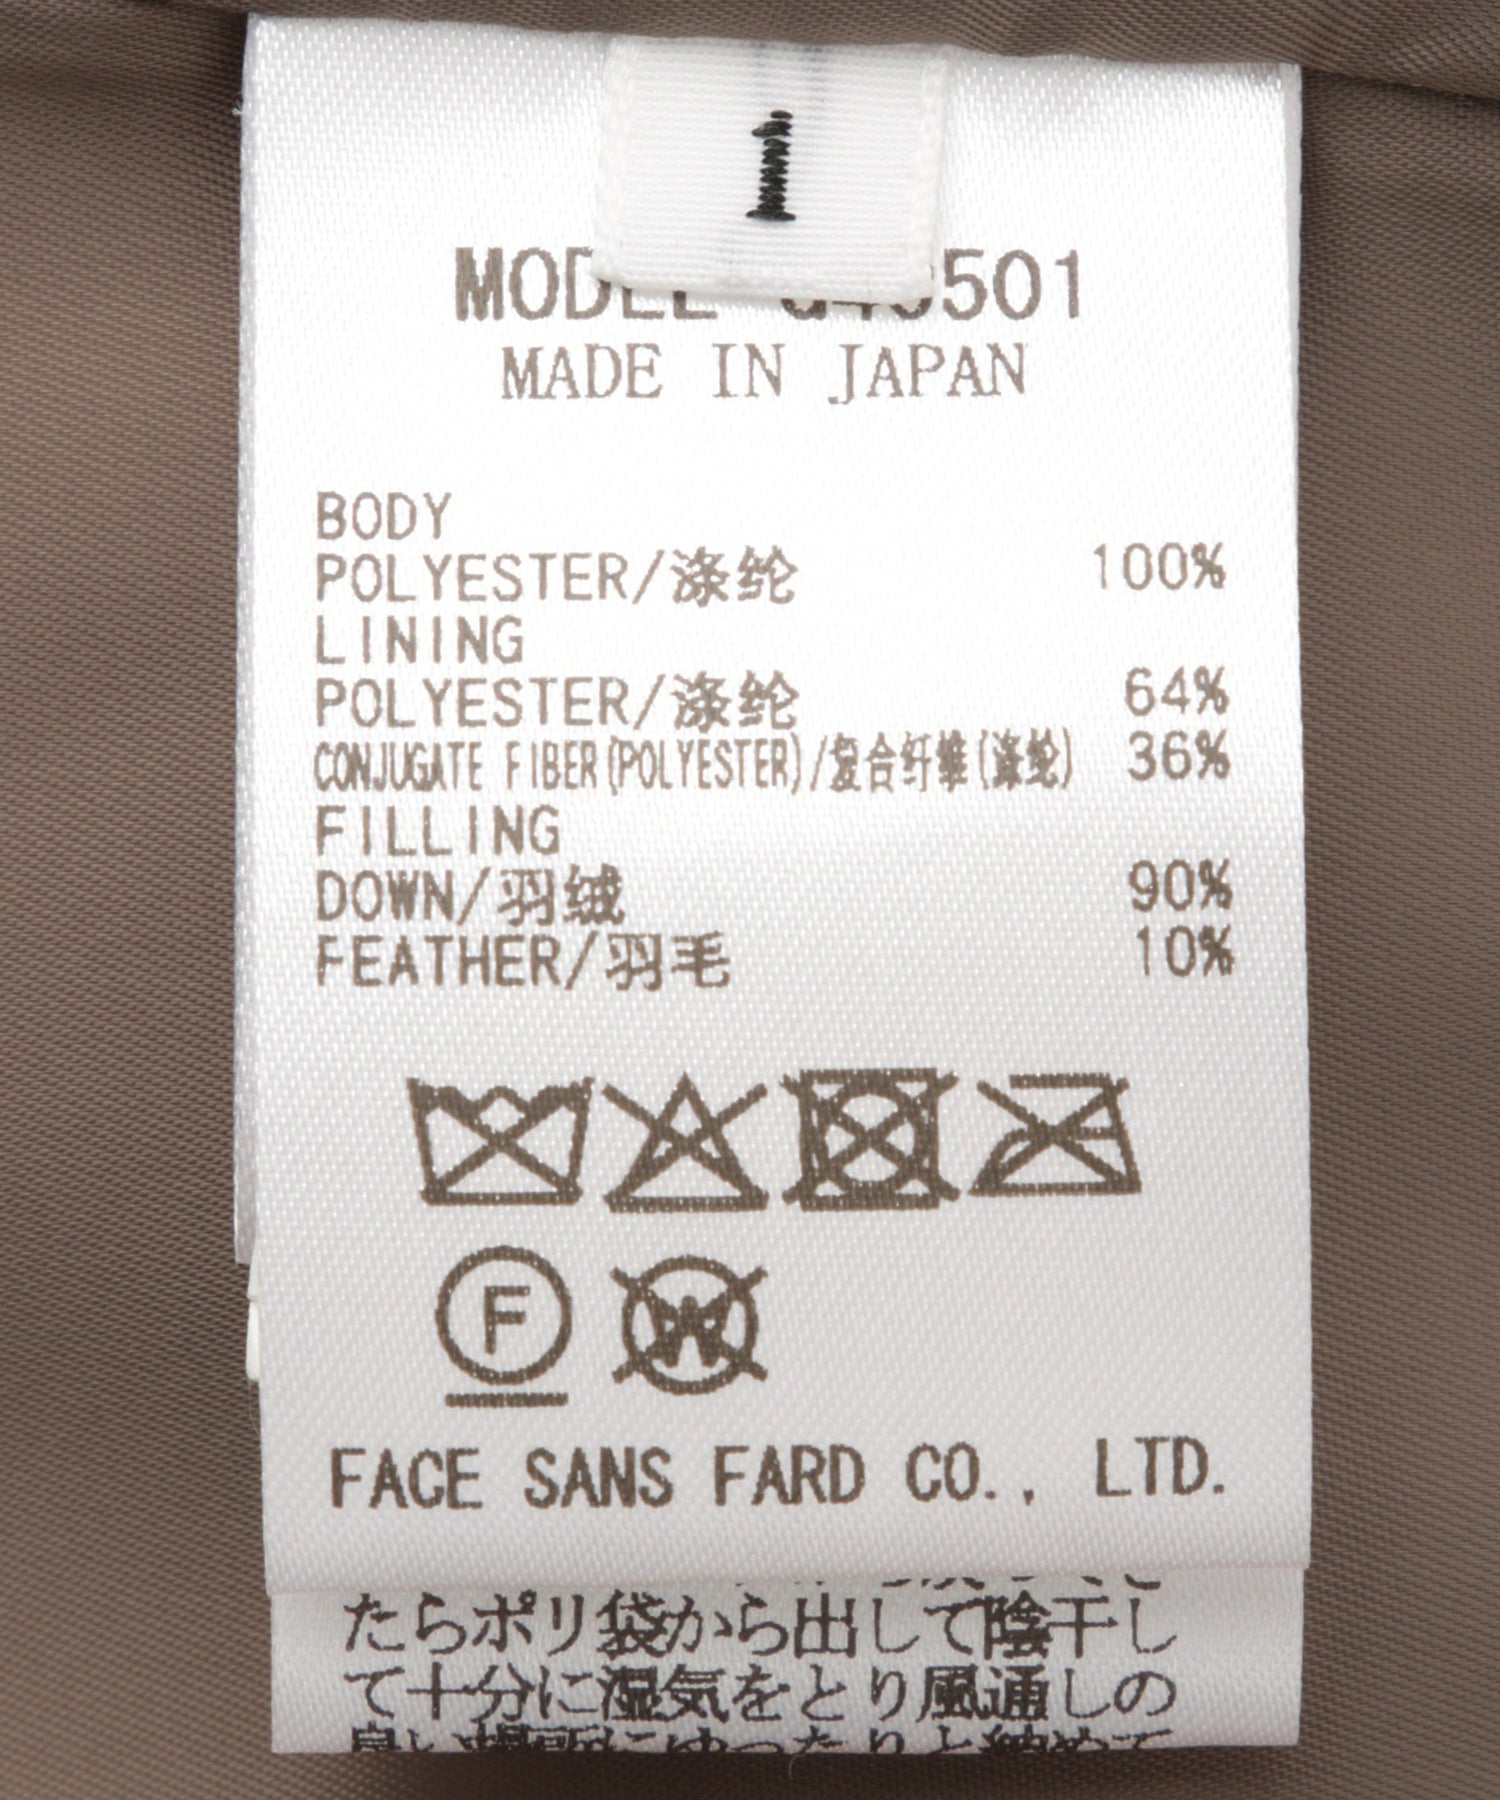 1
501
MADE IN JAPAN
BODY
POLYESTER/涤纶 100%
LINING
POLYESTER/涤纶 64%
CONJUGATE FIBER(POLYESTER)/复合纤维(涤纶) 36%
FILLING
DOWN/羽绒 90%
FEATHER/羽毛 10%
F
W
FACE SANS FARD CO., LTD.
たらポリ袋から出して陰干し
て十分に湿気をとり風通しの